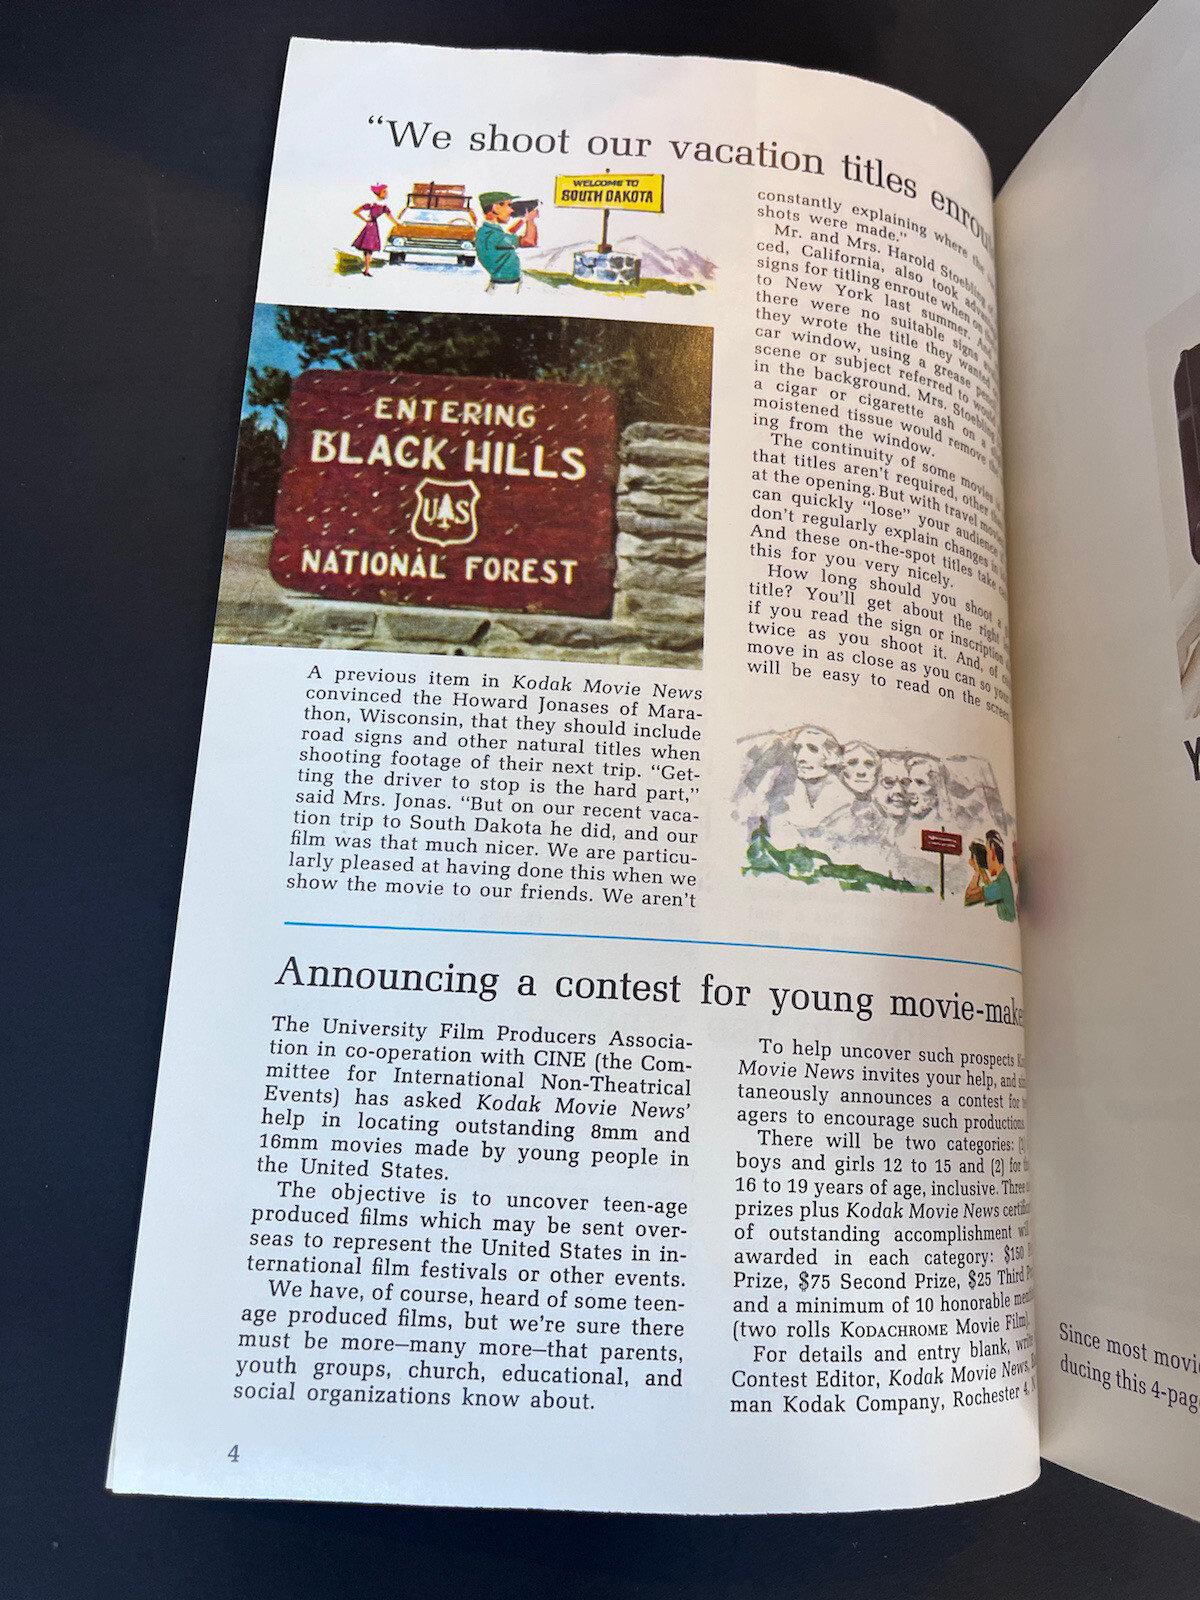 “We shoot our vacation titles
WELCOME TO
SOUTH DAKOTA
ENTERING
BLACK HILLS
U S
NATIONAL FOREST
A previous item in Kodak Movie News
convinced the Howard Jonases of Mara-
thon, Wisconsin, that they should include
road signs and other natural titles when
shooting footage of their next trip. “Get-
ting the driver to stop is the hard part,”
said Mrs. Jonas. “But on our recent vaca-
tion trip to South Dakota he did, and our
film was that much nicer. We are particu-
larly pleased at having done this when we
show the movie to our friends. We aren’t
constantly explaining where the
shots were made.”
Mr. and Mrs. Harold Stoebling
ced, California, also took
signs for titling enroute when on
to New York last summer. And
there were no suitable signs
they wrote the title they wanted
car window, using a grease
scene or subject referred to would
in the background. Mrs. Stoebling
a cigar or cigarette ash on a
moistened tissue would remove the
ing from the window.
The continuity of some movies
that titles aren’t required, other
at the opening. But with travel movies
can quickly “lose” your audience
don’t regularly explain changes in
And these on-the-spot titles take
this for you very nicely.
How long should you shoot a
title? You’ll get about the right
if you read the sign or inscription
twice as you shoot it. And, of
move in as close as you can so your
will be easy to read on the screen
Announcing a contest for young
The University Film Producers Associa-
tion in co-operation with CINE (the Com-
mittee for International Non-Theatrical
Events) has asked Kodak Movie News’
help in locating outstanding 8mm and
16mm movies made by young people in
the United States.
The objective is to uncover teen-age
produced films which may be sent over-
seas to represent the United States in in-
ternational film festivals or other events.
We have, of course, heard of some teen-
age produced films, but we’re sure there
must be more—many more—that parents,
youth groups, church, educational, and
social organizations know about.
To help uncover such prospects
Movie News invites your help, and
taneously announces a contest for
agers to encourage such productions.
There will be two categories: (1)
boys and girls 12 to 15 and (2) for
16 to 19 years of age, inclusive. Three
prizes plus Kodak Movie News
of outstanding accomplishment will
awarded in each category: $150
Prize, $75 Second Prize, $25 Third
and a minimum of 10 honorable
(two rolls KODACHROME Movie Film).
For details and entry blank, write
Contest Editor, Kodak Movie News,
man Kodak Company, Rochester 4,
4
Since most
ducing this